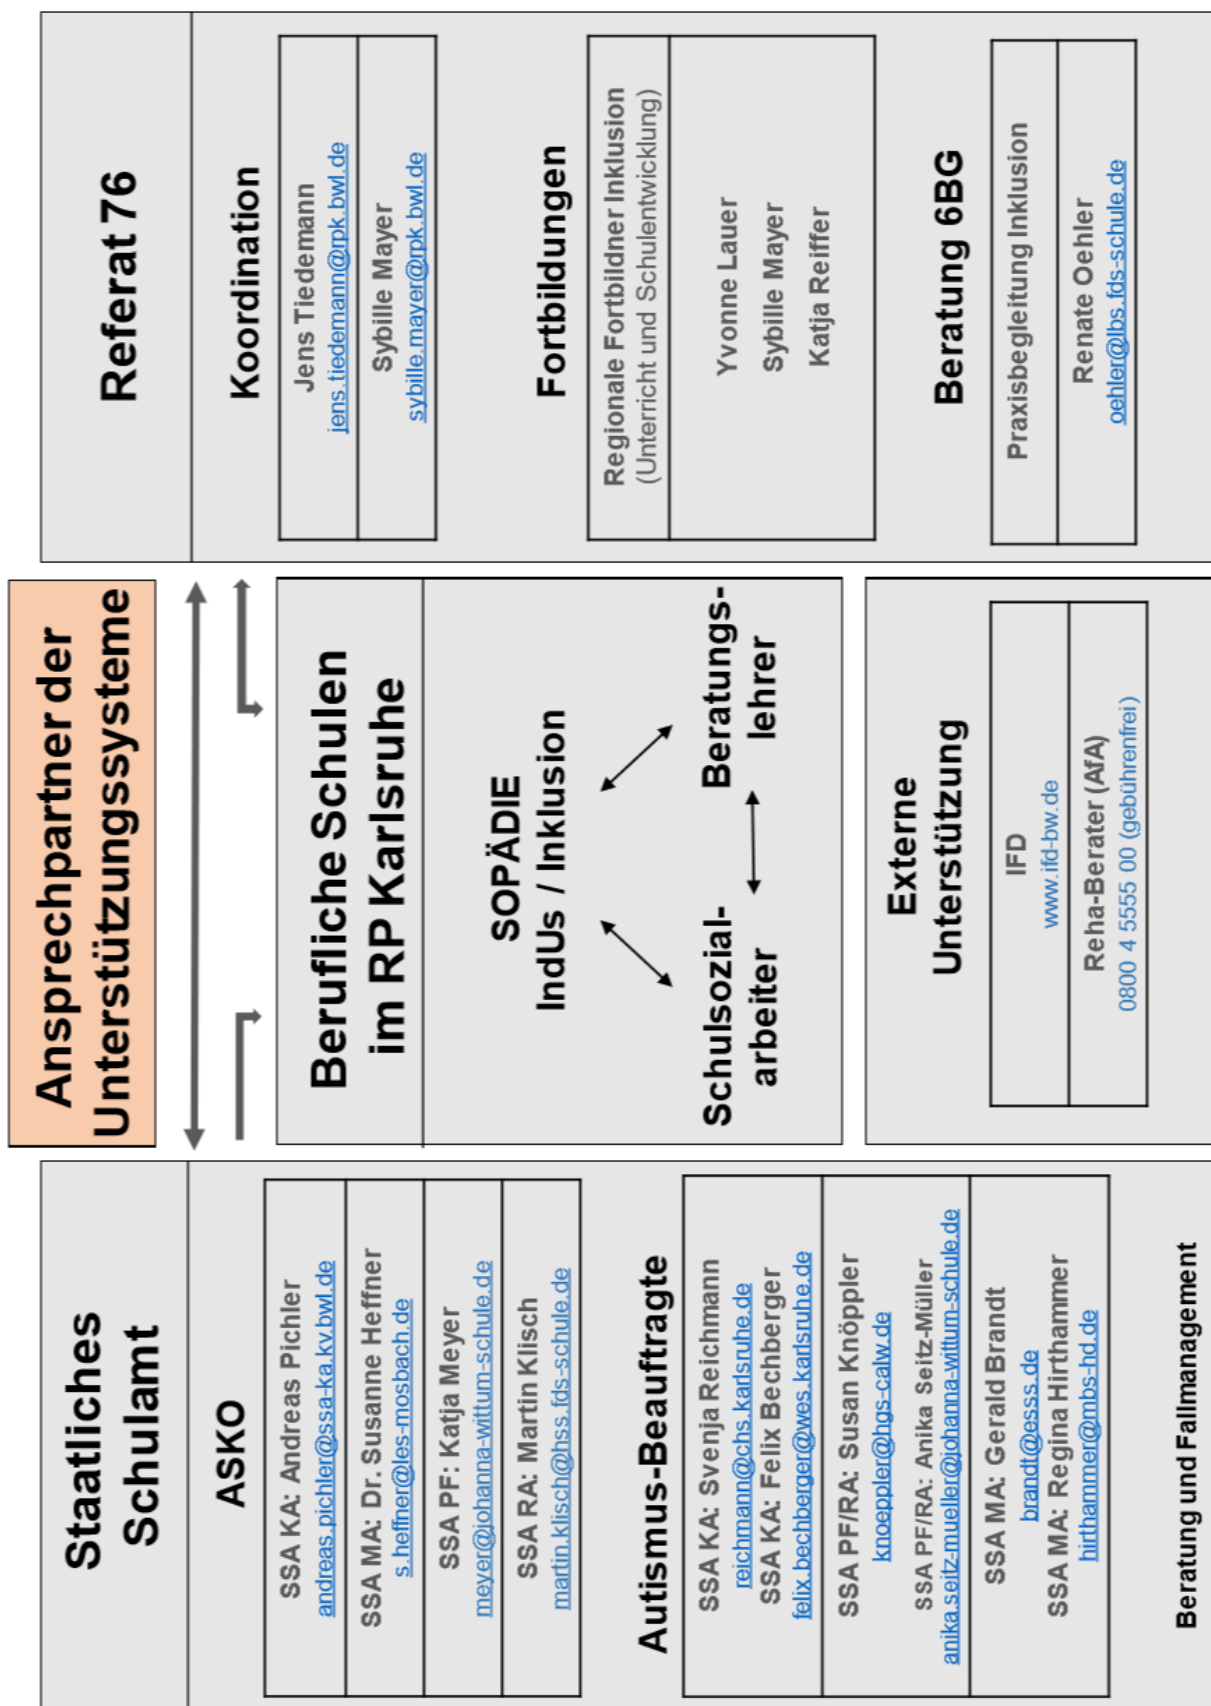 Ansprechpartner der
Unterstützungssysteme
Staatliches
Schulamt
ASKO
SSA KA: Andreas Pichler
andreas.pichler@ssa-ka.kv.bwl.de
SSA MA: Dr. Susanne Heffner
s.heffner@les-mosbach.de
SSA PF: Katja Meyer
meyer@johanna-wittum-schule.de
SSA RA: Martin Klisch
martin.klisch@hss.fds-schule.de
Autismus-Beauftragte
SSA KA: Svenja Reichmann
reichmann@chs.karlsruhe.de
SSA KA: Felix Bechberger
felix.bechberger@wes.karlsruhe.de
SSA PF/RA: Susan Knöppler
knoeppler@hgs-calw.de
SSA PF/RA: Anika Seitz-Müller
anika.seitz-mueller@johanna-wittum-schule.de
SSA MA: Gerald Brandt
brandt@esss.de
SSA MA: Regina Hirthammer
hirthammer@mbs-hd.de
Beratung und Fallmanagement
Berufliche Schulen
im RP Karlsruhe
SOPÄDIE
IndUs / Inklusion
Schulsozial-
arbeiter
Beratungs-
lehrer
Externe
Unterstützung
IFD
www.ifd-bw.de
Reha-Berater (AfA)
0800 4 5555 00 (gebührenfrei)
Referat 76
Koordination
Jens Tiedemann
jens.tiedemann@rpk.bwl.de
Sybille Mayer
sybille.mayer@rpk.bwl.de
Fortbildungen
Regionale Fortbildner Inklusion
(Unterricht und Schulentwicklung)
Yvonne Lauer
Sybille Mayer
Katja Reiffer
Beratung 6BG
Praxisbegleitung Inklusion
Renate Oehler
oehler@lbs.fds-schule.de